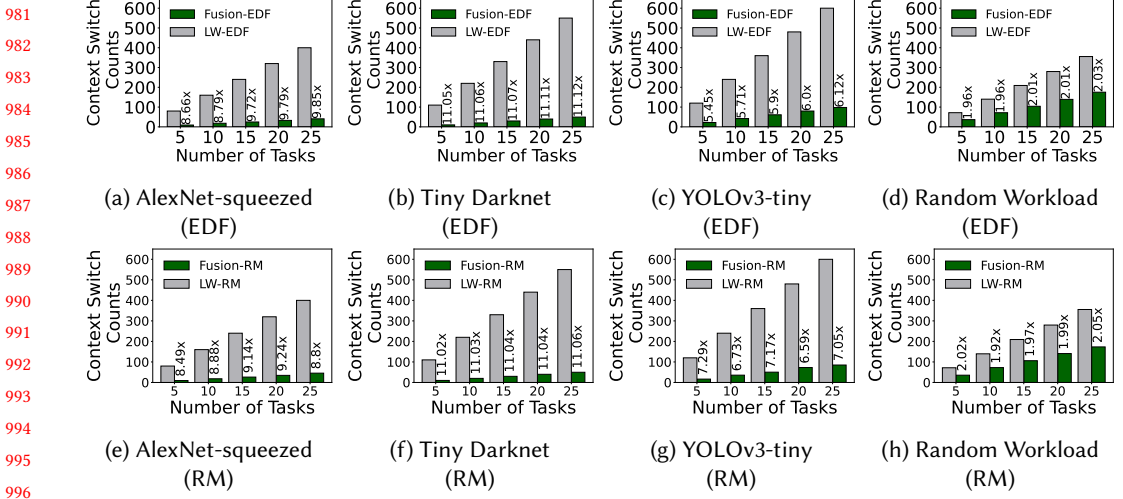 981
982
983
984
985
986
987
988
989
990
991
992
993
994
995
996
Context Switch
Counts
600
500
400
300
200
100
0
Fusion-EDF
LW-EDF
8.66x
8.79x
9.72x
9.79x
9.85x
5 10 15 20 25
Number of Tasks
(a) AlexNet-squeezed
(EDF)
Context Switch
Counts
600
500
400
300
200
100
0
Fusion-EDF
LW-EDF
11.05x
11.06x
11.07x
11.11x
11.12x
5 10 15 20 25
Number of Tasks
(b) Tiny Darknet
(EDF)
Context Switch
Counts
600
500
400
300
200
100
0
Fusion-EDF
LW-EDF
5.45x
5.71x
5.9x
6.0x
6.12x
5 10 15 20 25
Number of Tasks
(c) YOLOv3-tiny
(EDF)
Context Switch
Counts
600
500
400
300
200
100
0
Fusion-EDF
LW-EDF
1.96x
1.96x
2.01x
2.01x
2.03x
5 10 15 20 25
Number of Tasks
(d) Random Workload
(EDF)
Context Switch
Counts
600
500
400
300
200
100
0
Fusion-RM
LW-RM
8.49x
8.88x
9.14x
9.24x
8.8x
5 10 15 20 25
Number of Tasks
(e) AlexNet-squeezed
(RM)
Context Switch
Counts
600
500
400
300
200
100
0
Fusion-RM
LW-RM
11.02x
11.03x
11.04x
11.04x
11.06x
5 10 15 20 25
Number of Tasks
(f) Tiny Darknet
(RM)
Context Switch
Counts
600
500
400
300
200
100
0
Fusion-RM
LW-RM
7.29x
6.73x
7.17x
6.59x
7.05x
5 10 15 20 25
Number of Tasks
(g) YOLOv3-tiny
(RM)
Context Switch
Counts
600
500
400
300
200
100
0
Fusion-RM
LW-RM
2.02x
1.92x
1.97x
1.99x
2.05x
5 10 15 20 25
Number of Tasks
(h) Random Workload
(RM)